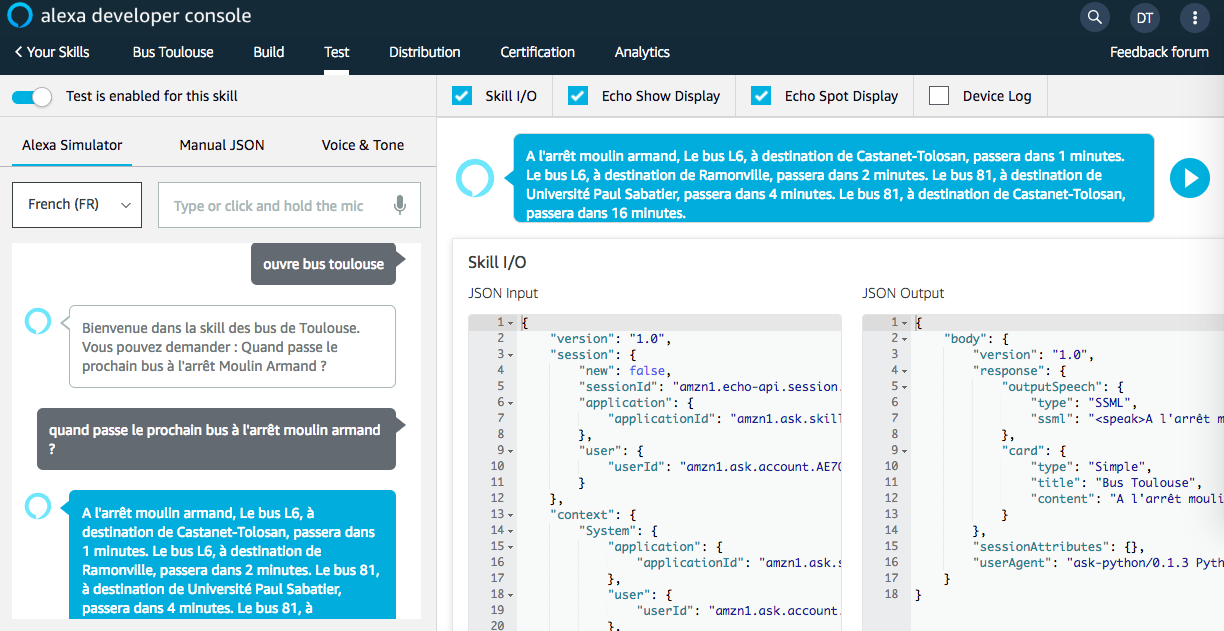 alexa developer console
DT
Your Skills
Bus Toulouse
Build
Test
Distribution
Certification
Analytics
Feedback forum
Test is enabled for this skill
Skill I/O
Echo Show Display
Echo Spot Display
Device Log
Alexa Simulator
Manual JSON
Voice & Tone
French (FR)
Type or click and hold the mic
ouvre bus toulouse
Bienvenue dans la skill des bus de Toulouse.
Vous pouvez demander : Quand passe le
prochain bus à l'arrêt Moulin Armand ?
quand passe le prochain bus à l'arrêt moulin armand
?
A l'arrêt moulin armand, Le bus L6, à
destination de Castanet-Tolosan, passera dans
1 minutes. Le bus L6, à destination de
Ramonville, passera dans 2 minutes. Le bus 81,
à destination de Université Paul Sabatier,
passera dans 4 minutes. Le bus 81, à
A l'arrêt moulin armand, Le bus L6, à destination de Castanet-Tolosan, passera dans 1 minutes.
Le bus L6, à destination de Ramonville, passera dans 2 minutes. Le bus 81, à destination de
Université Paul Sabatier, passera dans 4 minutes. Le bus 81, à destination de Castanet-Tolosan,
passera dans 16 minutes.
Skill I/O
JSON Input
1 {
2 "version": "1.0",
3 "session": {
4 "new": false,
5 "sessionId": "amzn1.echo-api.session.
6 "application": {
7 "applicationId": "amzn1.ask.skill
8 },
9 "user": {
10 "userId": "amzn1.ask.account.AE70
11 }
12 },
13 "context": {
14 "System": {
15 "application": {
16 "applicationId": "amzn1.ask.s
17 },
18 "user": {
19 "userId": "amzn1.ask.account.
20 },
JSON Output
1 {
2 "body": {
3 "version": "1.0",
4 "response": {
5 "outputSpeech": {
6 "type": "SSML",
7 "ssml": "<speak>A l'arrêt m
8 },
9 "card": {
10 "type": "Simple",
11 "title": "Bus Toulouse",
12 "content": "A l'arrêt mouli
13 }
14 },
15 "sessionAttributes": {},
16 "userAgent": "ask-python/0.1.3 Pyth
17 }
18 }